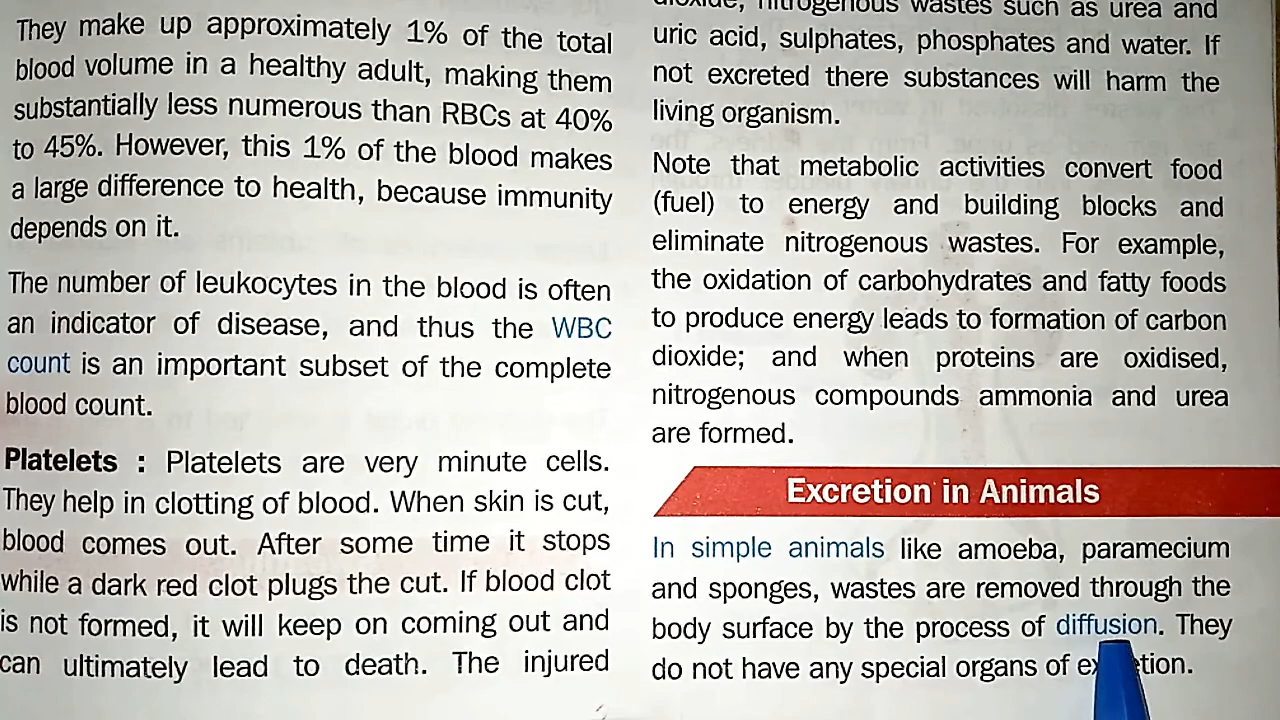 They make up approximately 1% of the total
blood volume in a healthy adult, making them
substantially less numerous than RBCs at 40%
to 45%. However, this 1% of the blood makes
a large difference to health, because immunity
depends on it.
The number of leukocytes in the blood is often
an indicator of disease, and thus the WBC
count is an important subset of the complete
blood count.
Platelets : Platelets are very minute cells.
They help in clotting of blood. When skin is cut,
blood comes out. After some time it stops
while a dark red clot plugs the cut. If blood clot
is not formed, it will keep on coming out and
can ultimately lead to death. The injured
dioxide, nitrogenous wastes such as urea and
uric acid, sulphates, phosphates and water. If
not excreted there substances will harm the
living organism.
Note that metabolic activities convert food
(fuel) to energy and building blocks and
eliminate nitrogenous wastes. For example,
the oxidation of carbohydrates and fatty foods
to produce energy leads to formation of carbon
dioxide; and when proteins are oxidised,
nitrogenous compounds ammonia and urea
are formed.
Excretion in Animals
In simple animals like amoeba, paramecium
and sponges, wastes are removed through the
body surface by the process of diffusion. They
do not have any special organs of